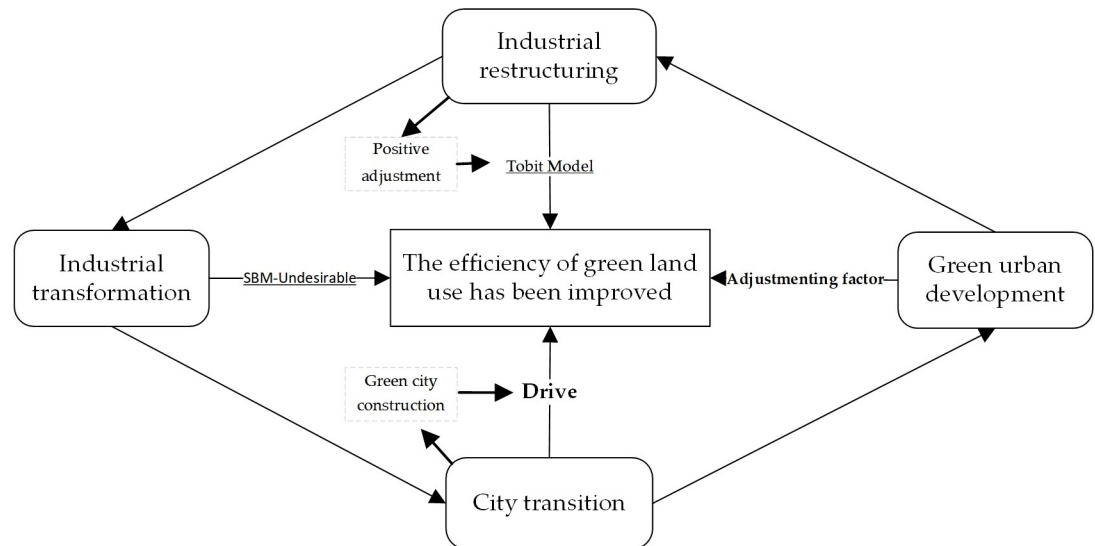 Industrial
restructuring
Positive
adjustment
Tobit Model
Industrial
transformation
SBM-Undesirable
The efficiency of green land
use has been improved
Adjustmenting factor
Green urban
development
Green city
construction
Drive
City transition